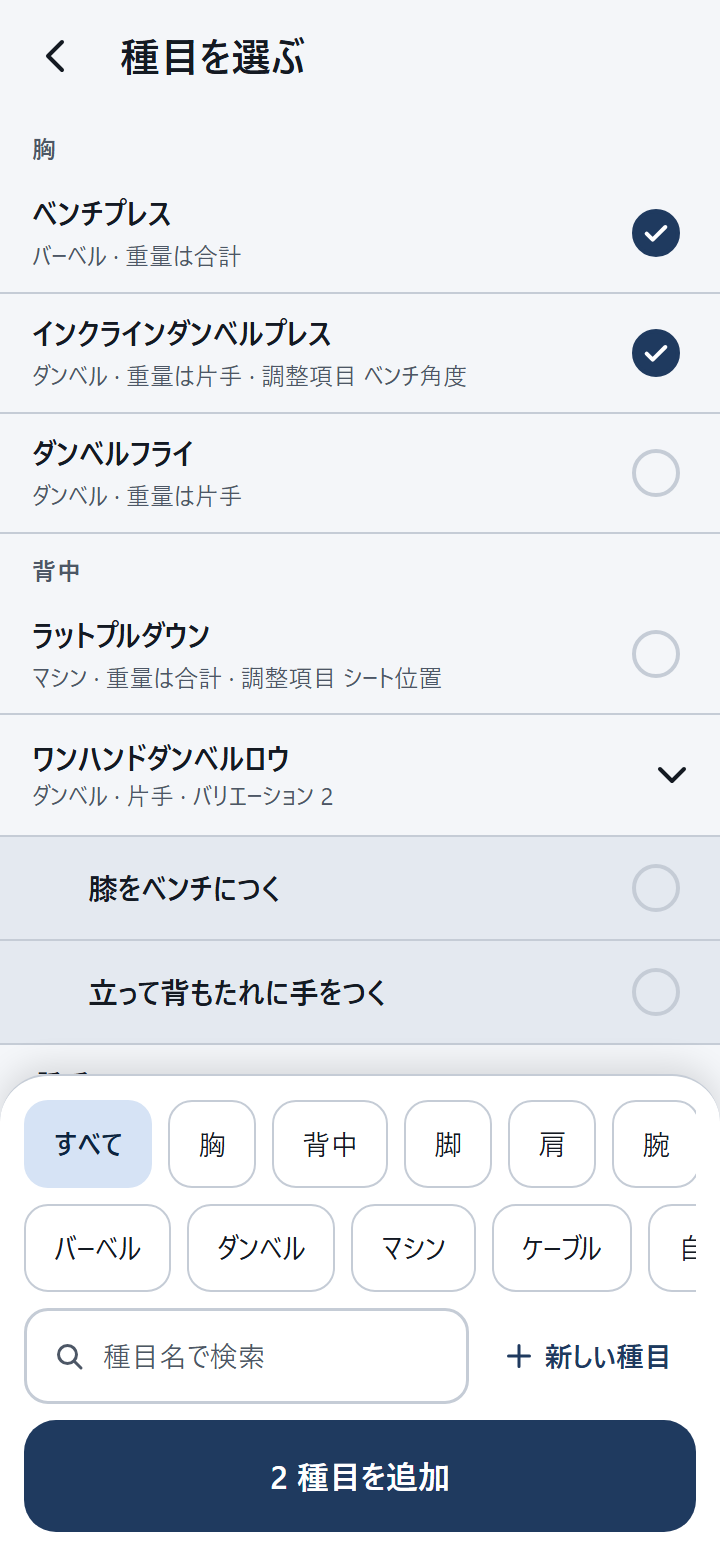 種目を選ぶ
胸
ベンチプレス
バーベル · 重量は合計
インクラインダンベルプレス
ダンベル · 重量は片手 · 調整項目 ベンチ角度
ダンベルフライ
ダンベル · 重量は片手
背中
ラットプルダウン
マシン · 重量は合計 · 調整項目 シート位置
ワンハンドダンベルロウ
ダンベル · 片手 · バリエーション 2
膝をベンチにつく
立って背もたれに手をつく
すべて 胸 背中 脚 肩 腕
バーベル ダンベル マシン ケーブル
種目名で検索 新しい種目
2 種目を追加